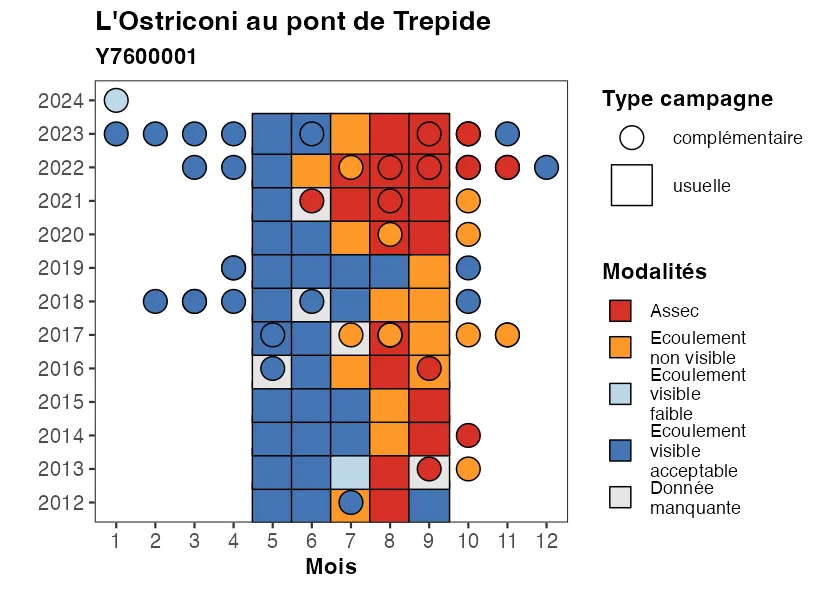 L'Ostriconi au pont de Trepide
Y7600001
2024
2023
2022
2021
2020
2019
2018
2017
2016
2015
2014
2013
2012
1 2 3 4 5 6 7 8 9 10 11 12
Mois
Type campagne
complémentaire
usuelle
Modalités
Assec
Ecoulement
non visible
Ecoulement
visible
faible
Ecoulement
visible
acceptable
Donnée
manquante